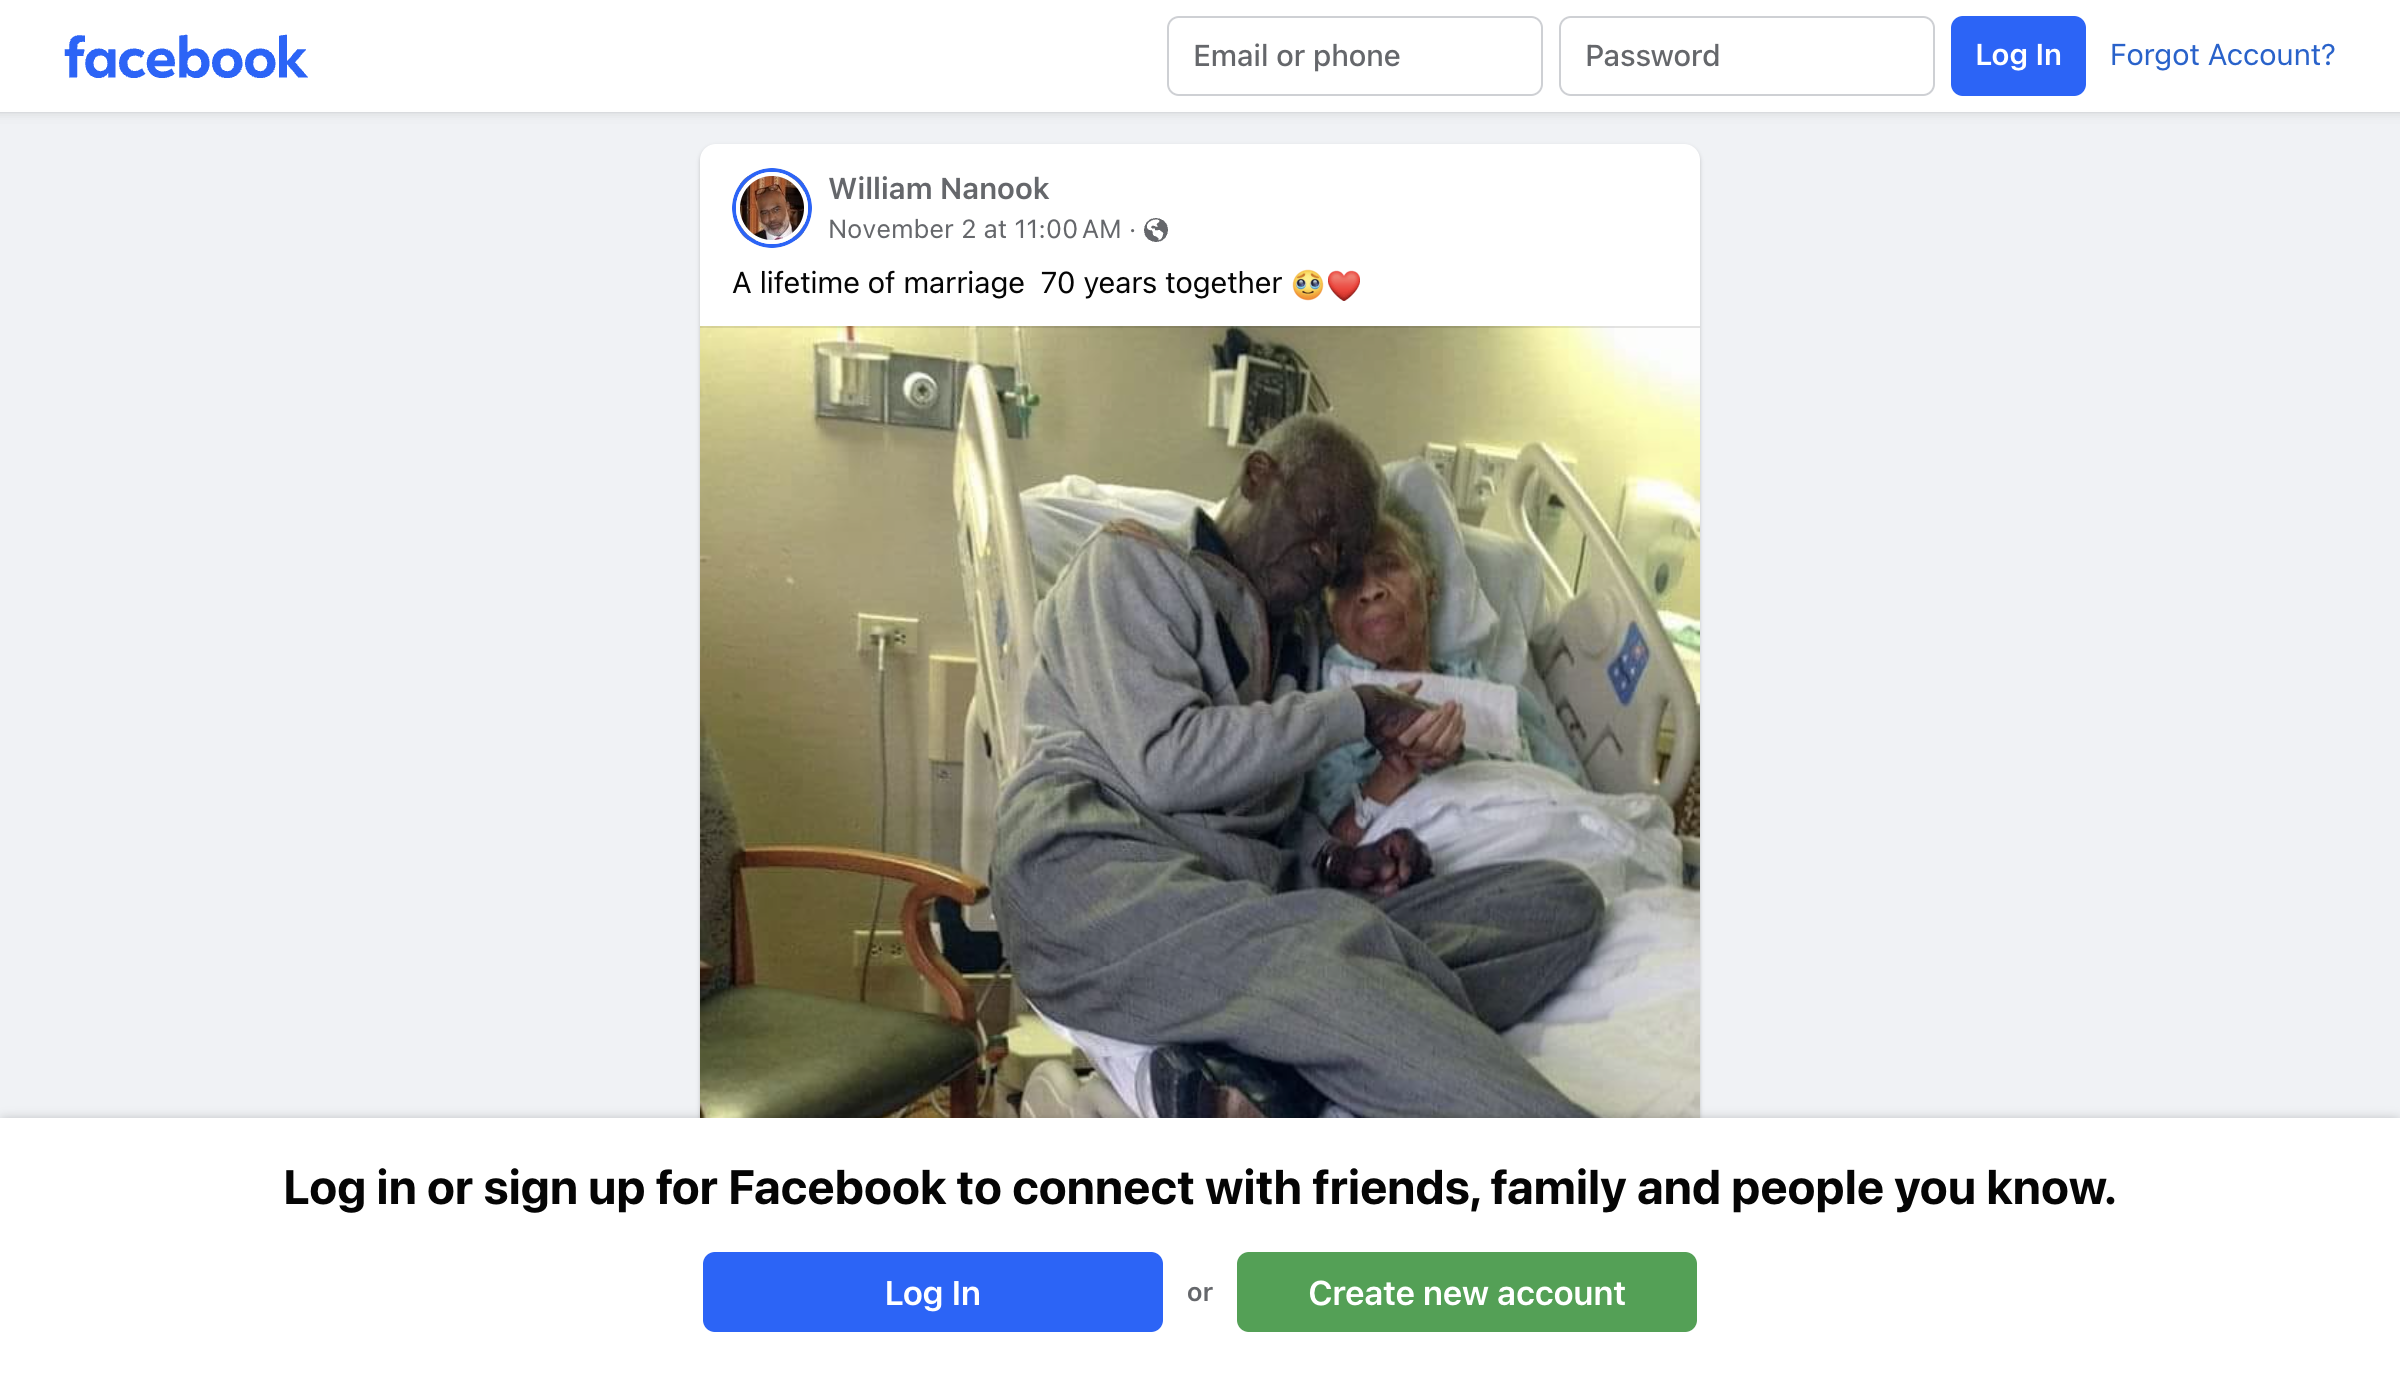 facebook
Email or phone
Password
Log In
Forgot Account?
William Nanook
November 2 at 11:00 AM ·
A lifetime of marriage  70 years together 🥹❤️
Log in or sign up for Facebook to connect with friends, family and people you know.
Log In
or
Create new account